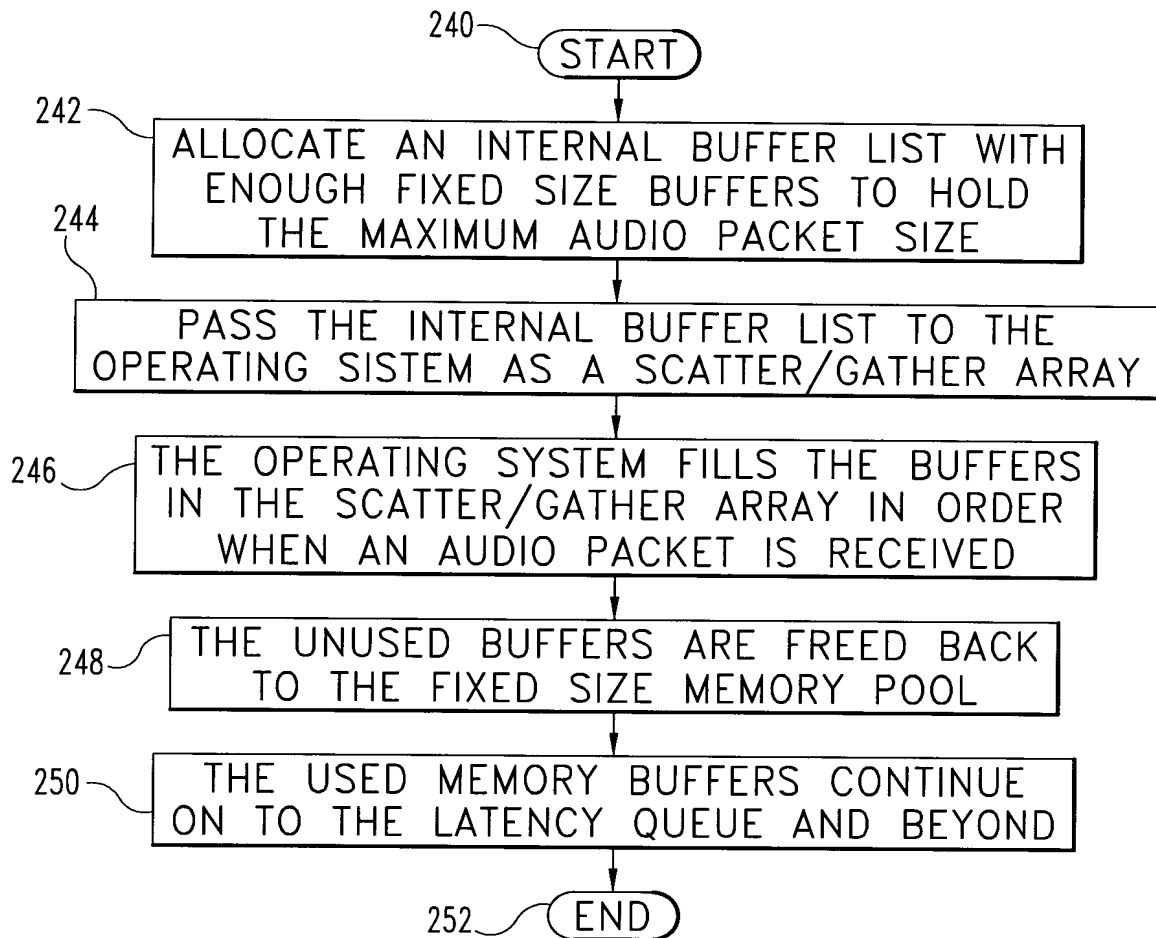 240
START
242
ALLOCATE AN INTERNAL BUFFER LIST WITH
ENOUGH FIXED SIZE BUFFERS TO HOLD
THE MAXIMUM AUDIO PACKET SIZE
244
PASS THE INTERNAL BUFFER LIST TO THE
OPERATING SISTEM AS A SCATTER/GATHER ARRAY
246
THE OPERATING SYSTEM FILLS THE BUFFERS
IN THE SCATTER/GATHER ARRAY IN ORDER
WHEN AN AUDIO PACKET IS RECEIVED
248
THE UNUSED BUFFERS ARE FREED BACK
TO THE FIXED SIZE MEMORY POOL
250
THE USED MEMORY BUFFERS CONTINUE
ON TO THE LATENCY QUEUE AND BEYOND
252
END